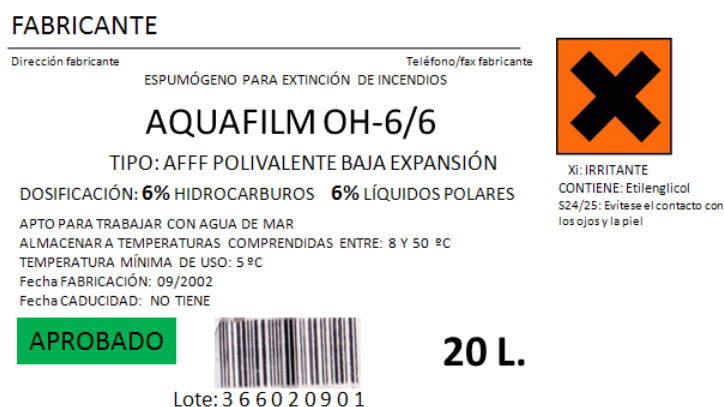 FABRICANTE
Dirección fabricante Teléfono/fax fabricante
ESPUMÓGENO PARA EXTINCIÓN DE INCENDIOS
AQUAFILM OH-6/6
TIPO: AFFF POLIVALENTE BAJA EXPANSIÓN
DOSIFICACIÓN: 6% HIDROCARBUROS 6% LÍQUIDOS POLARES
APTO PARA TRABAJAR CON AGUA DE MAR
ALMACENAR A TEMPERATURAS COMPRENDIDAS ENTRE: 8 Y 50 ºC
TEMPERATURA MÍNIMA DE USO: 5 ºC
Fecha FABRICACIÓN: 09/2002
Fecha CADUCIDAD: NO TIENE
APROBADO
20 L.
Lote: 3 6 6 0 2 0 9 0 1
Xi: IRRITANTE
CONTIENE: Etilenglicol
S24/25: Evítese el contacto con
los ojos y la piel